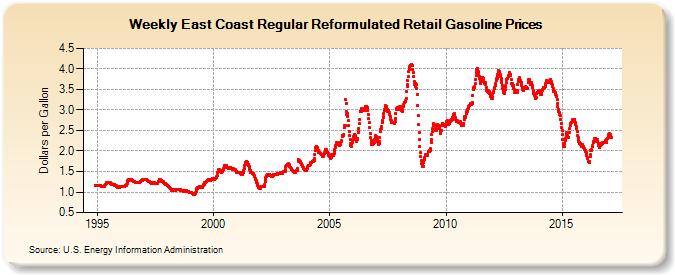 Weekly East Coast Regular Reformulated Retail Gasoline Prices
Dollars per Gallon
4.5
4.0
3.5
3.0
2.5
2.0
1.5
1.0
0.5
1995 2000 2005 2010 2015
Source: U.S. Energy Information Administration